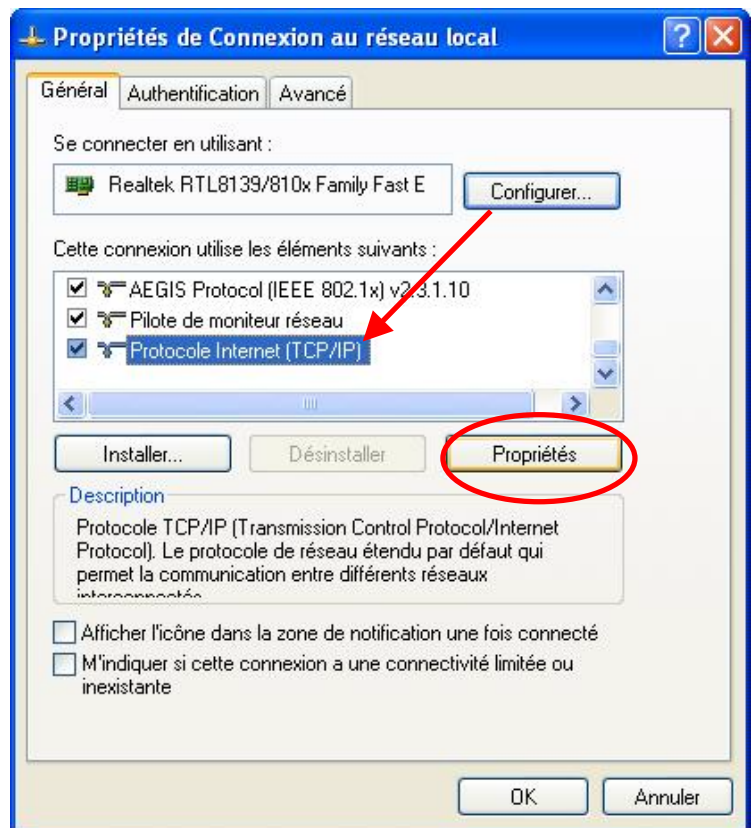 Propriétés de Connexion au réseau local
Général Authentification Avancé
Se connecter en utilisant :
Realtek RTL8139/810x Family Fast E Configurer...
Cette connexion utilise les éléments suivants :
AEGIS Protocol (IEEE 802.1x) v2.3.1.10
Pilote de moniteur réseau
Protocole Internet (TCP/IP)
Installer... Désinstaller Propriétés
Description
Protocole TCP/IP (Transmission Control Protocol/Internet
Protocol). Le protocole de réseau étendu par défaut qui
permet la communication entre différents réseaux
interconnectés
Afficher l'icône dans la zone de notification une fois connecté
M'indiquer si cette connexion a une connectivité limitée ou
inexistante
OK Annuler